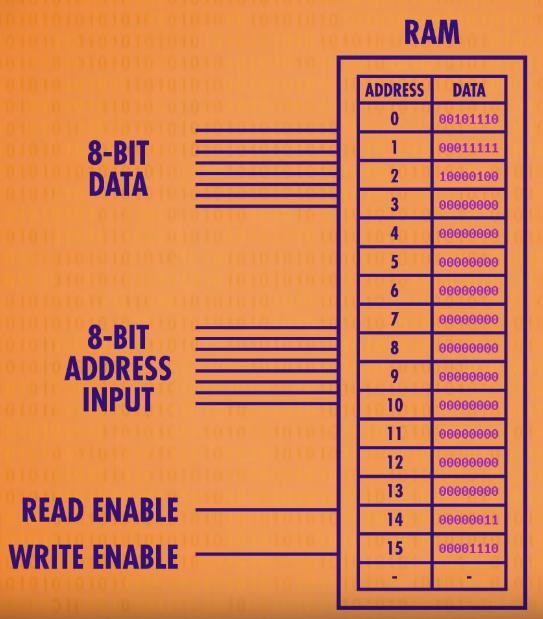 RAM
ADDRESS DATA
0 00101110
1 00011111
2 10000100
3 00000000
4 00000000
5 00000000
6 00000000
7 00000000
8 00000000
9 00000000
10 00000000
11 00000000
12 00000000
13 00000000
14 00000011
15 00001110
- -
8-BIT
DATA
8-BIT
ADDRESS
INPUT
READ ENABLE
WRITE ENABLE